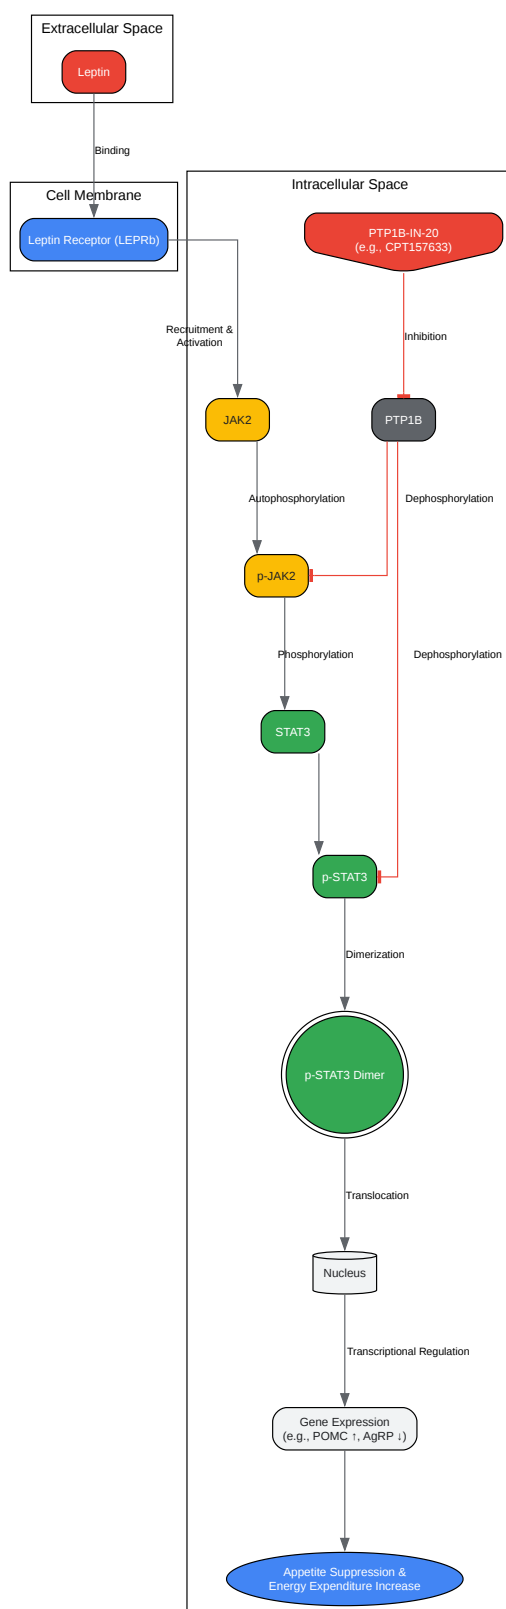 Extracellular Space
Leptin
Binding
Cell Membrane
Leptin Receptor (LEPRb)
Intracellular Space
PTP1B-IN-20
(e.g., CPT157633)
Recruitment &
Activation
Inhibition
JAK2
PTP1B
Autophosphorylation
Dephosphorylation
p-JAK2
Phosphorylation
Dephosphorylation
STAT3
p-STAT3
Dimerization
p-STAT3 Dimer
Translocation
Nucleus
Transcriptional Regulation
Gene Expression
(e.g., POMC ↑, AgRP ↓)
Appetite Suppression &
Energy Expenditure Increase